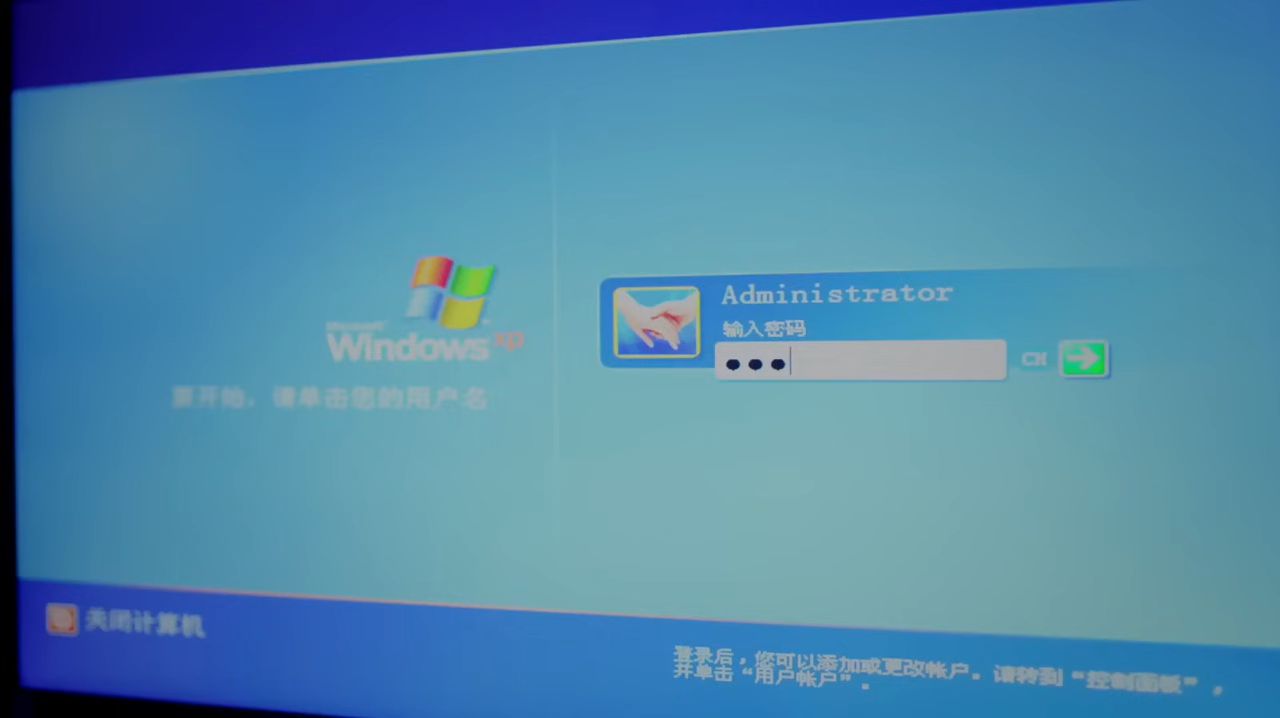 Microsoft
Windows xp
要开始，请单击您的用户名
Administrator
输入密码
CH
关闭计算机
登录后，您可以添加或更改帐户。请转到“控制面板”，
并单击“用户帐户”。